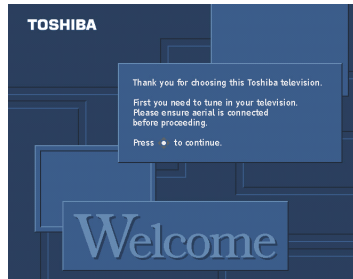 TOSHIBA
Thank you for choosing this Toshiba television.
First you need to tune in your television.
Please ensure aerial is connected
before proceeding.
Press to continue.
Welcome